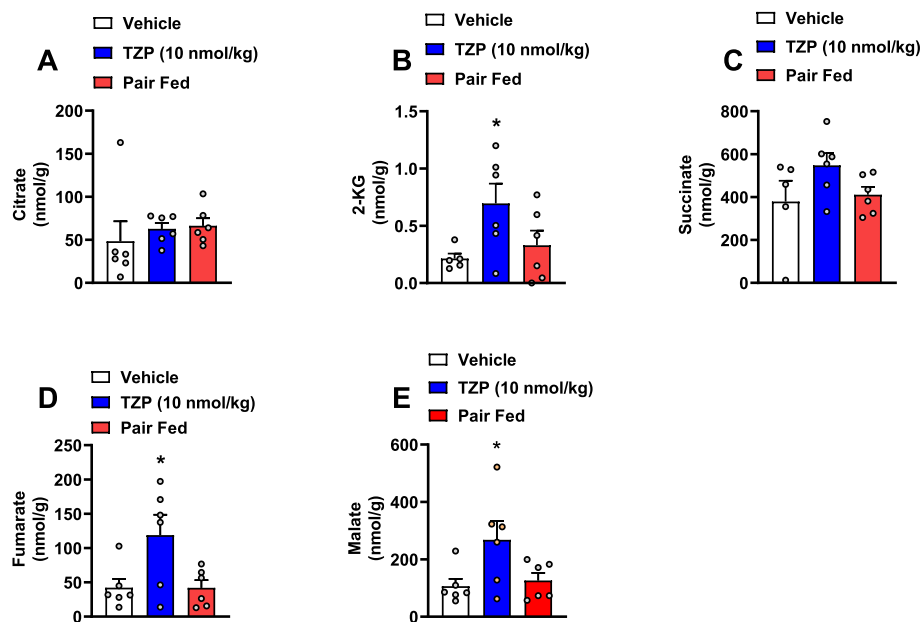 A
Vehicle
TZP (10 nmol/kg)
Pair Fed
Citrate
(nmol/g)
200
150
100
50
0
B
Vehicle
TZP (10 nmol/kg)
Pair Fed
2-KG
(nmol/g)
1.5
1.0
0.5
0.0
*
C
Vehicle
TZP (10 nmol/kg)
Pair Fed
Succinate
(nmol/g)
800
600
400
200
0
D
Vehicle
TZP (10 nmol/kg)
Pair Fed
Fumarate
(nmol/g)
250
200
150
100
50
0
*
E
Vehicle
TZP (10 nmol/kg)
Pair Fed
Malate
(nmol/g)
600
400
200
0
*